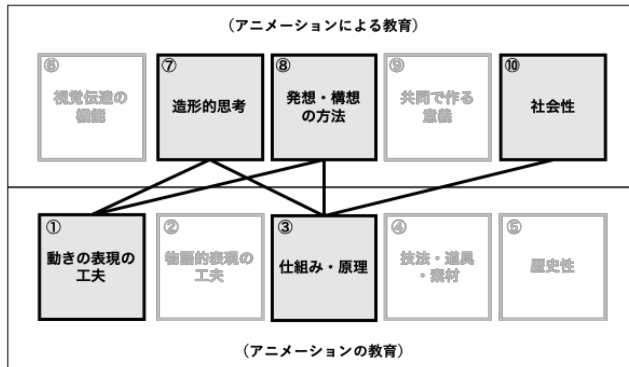 （アニメーションによる教育）
⑥
視覚伝達の
機能
⑦
造形的思考
⑧
発想・構想
の方法
⑨
共同で作る
意義
⑩
社会性
①
動きの表現の
工夫
②
物語的表現の
工夫
③
仕組み・原理
④
技法・道具
・素材
⑤
歴史性
（アニメーションの教育）